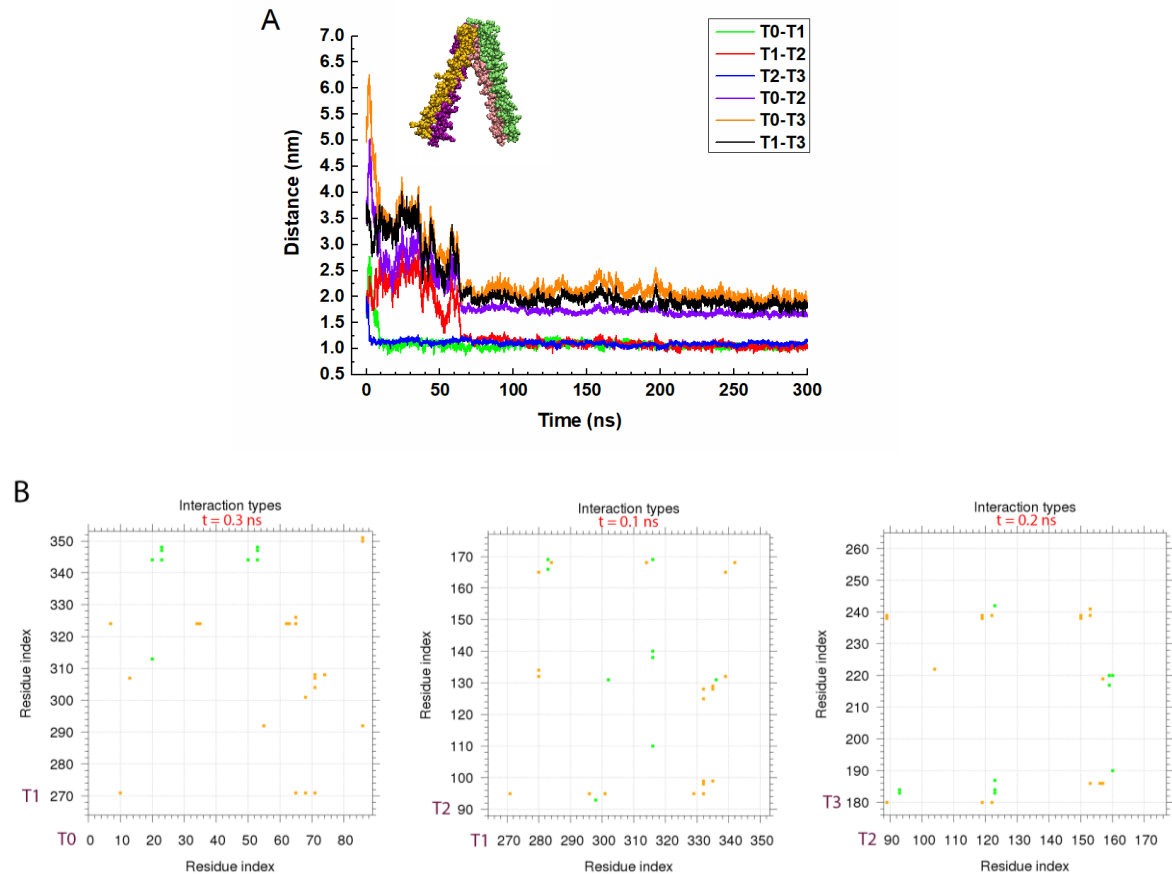 A
T0-T1
T1-T2
T2-T3
T0-T2
T0-T3
T1-T3
7.0
6.5
6.0
5.5
5.0
4.5
4.0
3.5
3.0
2.5
2.0
1.5
1.0
0.5
Distance (nm)
0 50 100 150 200 250 300
Time (ns)
B
Interaction types
t = 0.3 ns
350
340
330
320
310
300
290
280
270
Residue index
T1
T0
0 10 20 30 40 50 60 70 80
Residue index
Interaction types
t = 0.1 ns
170
160
150
140
130
120
110
100
90
Residue index
T2
T1
270 280 290 300 310 320 330 340 350
Residue index
Interaction types
t = 0.2 ns
260
250
240
230
220
210
200
190
180
Residue index
T3
T2
90 100 110 120 130 140 150 160 170
Residue index